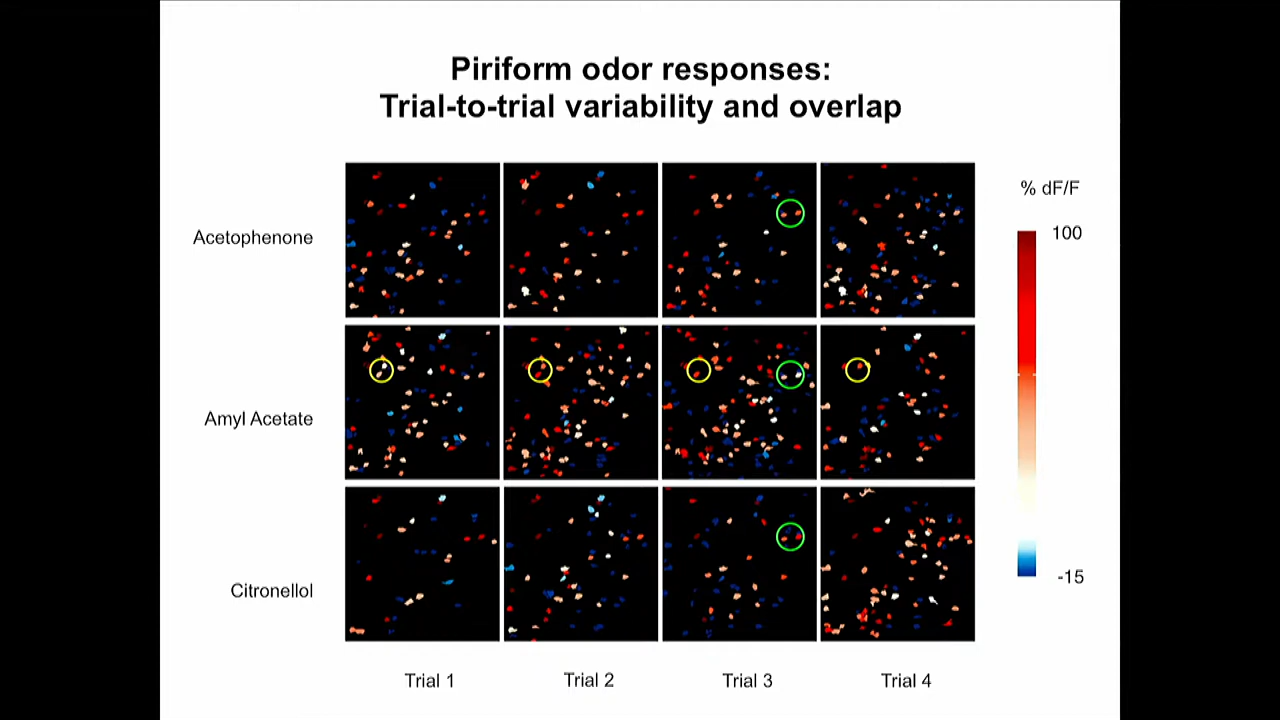 Piriform odor responses:
Trial-to-trial variability and overlap
% dF/F
100
-15
Acetophenone
Amyl Acetate
Citronellol
Trial 1
Trial 2
Trial 3
Trial 4